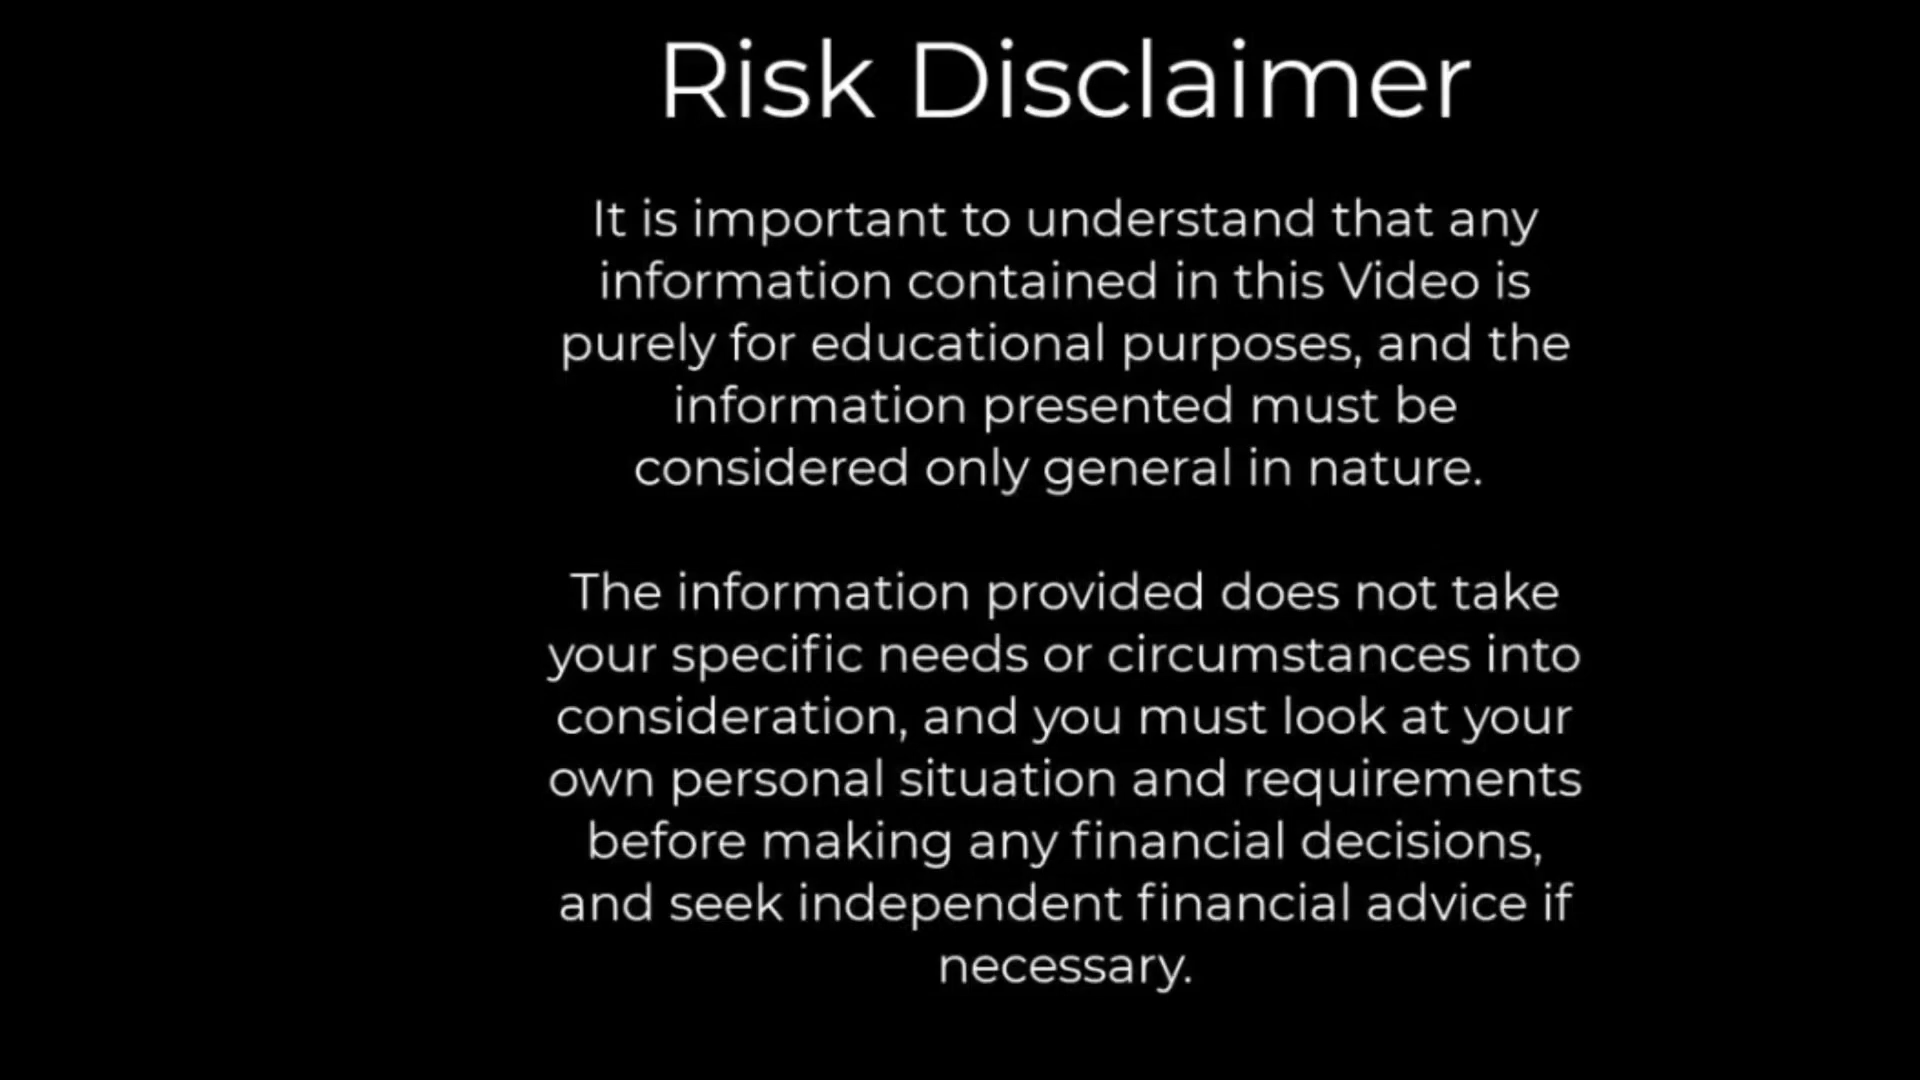 Risk Disclaimer
It is important to understand that any
information contained in this Video is
purely for educational purposes, and the
information presented must be
considered only general in nature.
The information provided does not take
your specific needs or circumstances into
consideration, and you must look at your
own personal situation and requirements
before making any financial decisions,
and seek independent financial advice if
necessary.